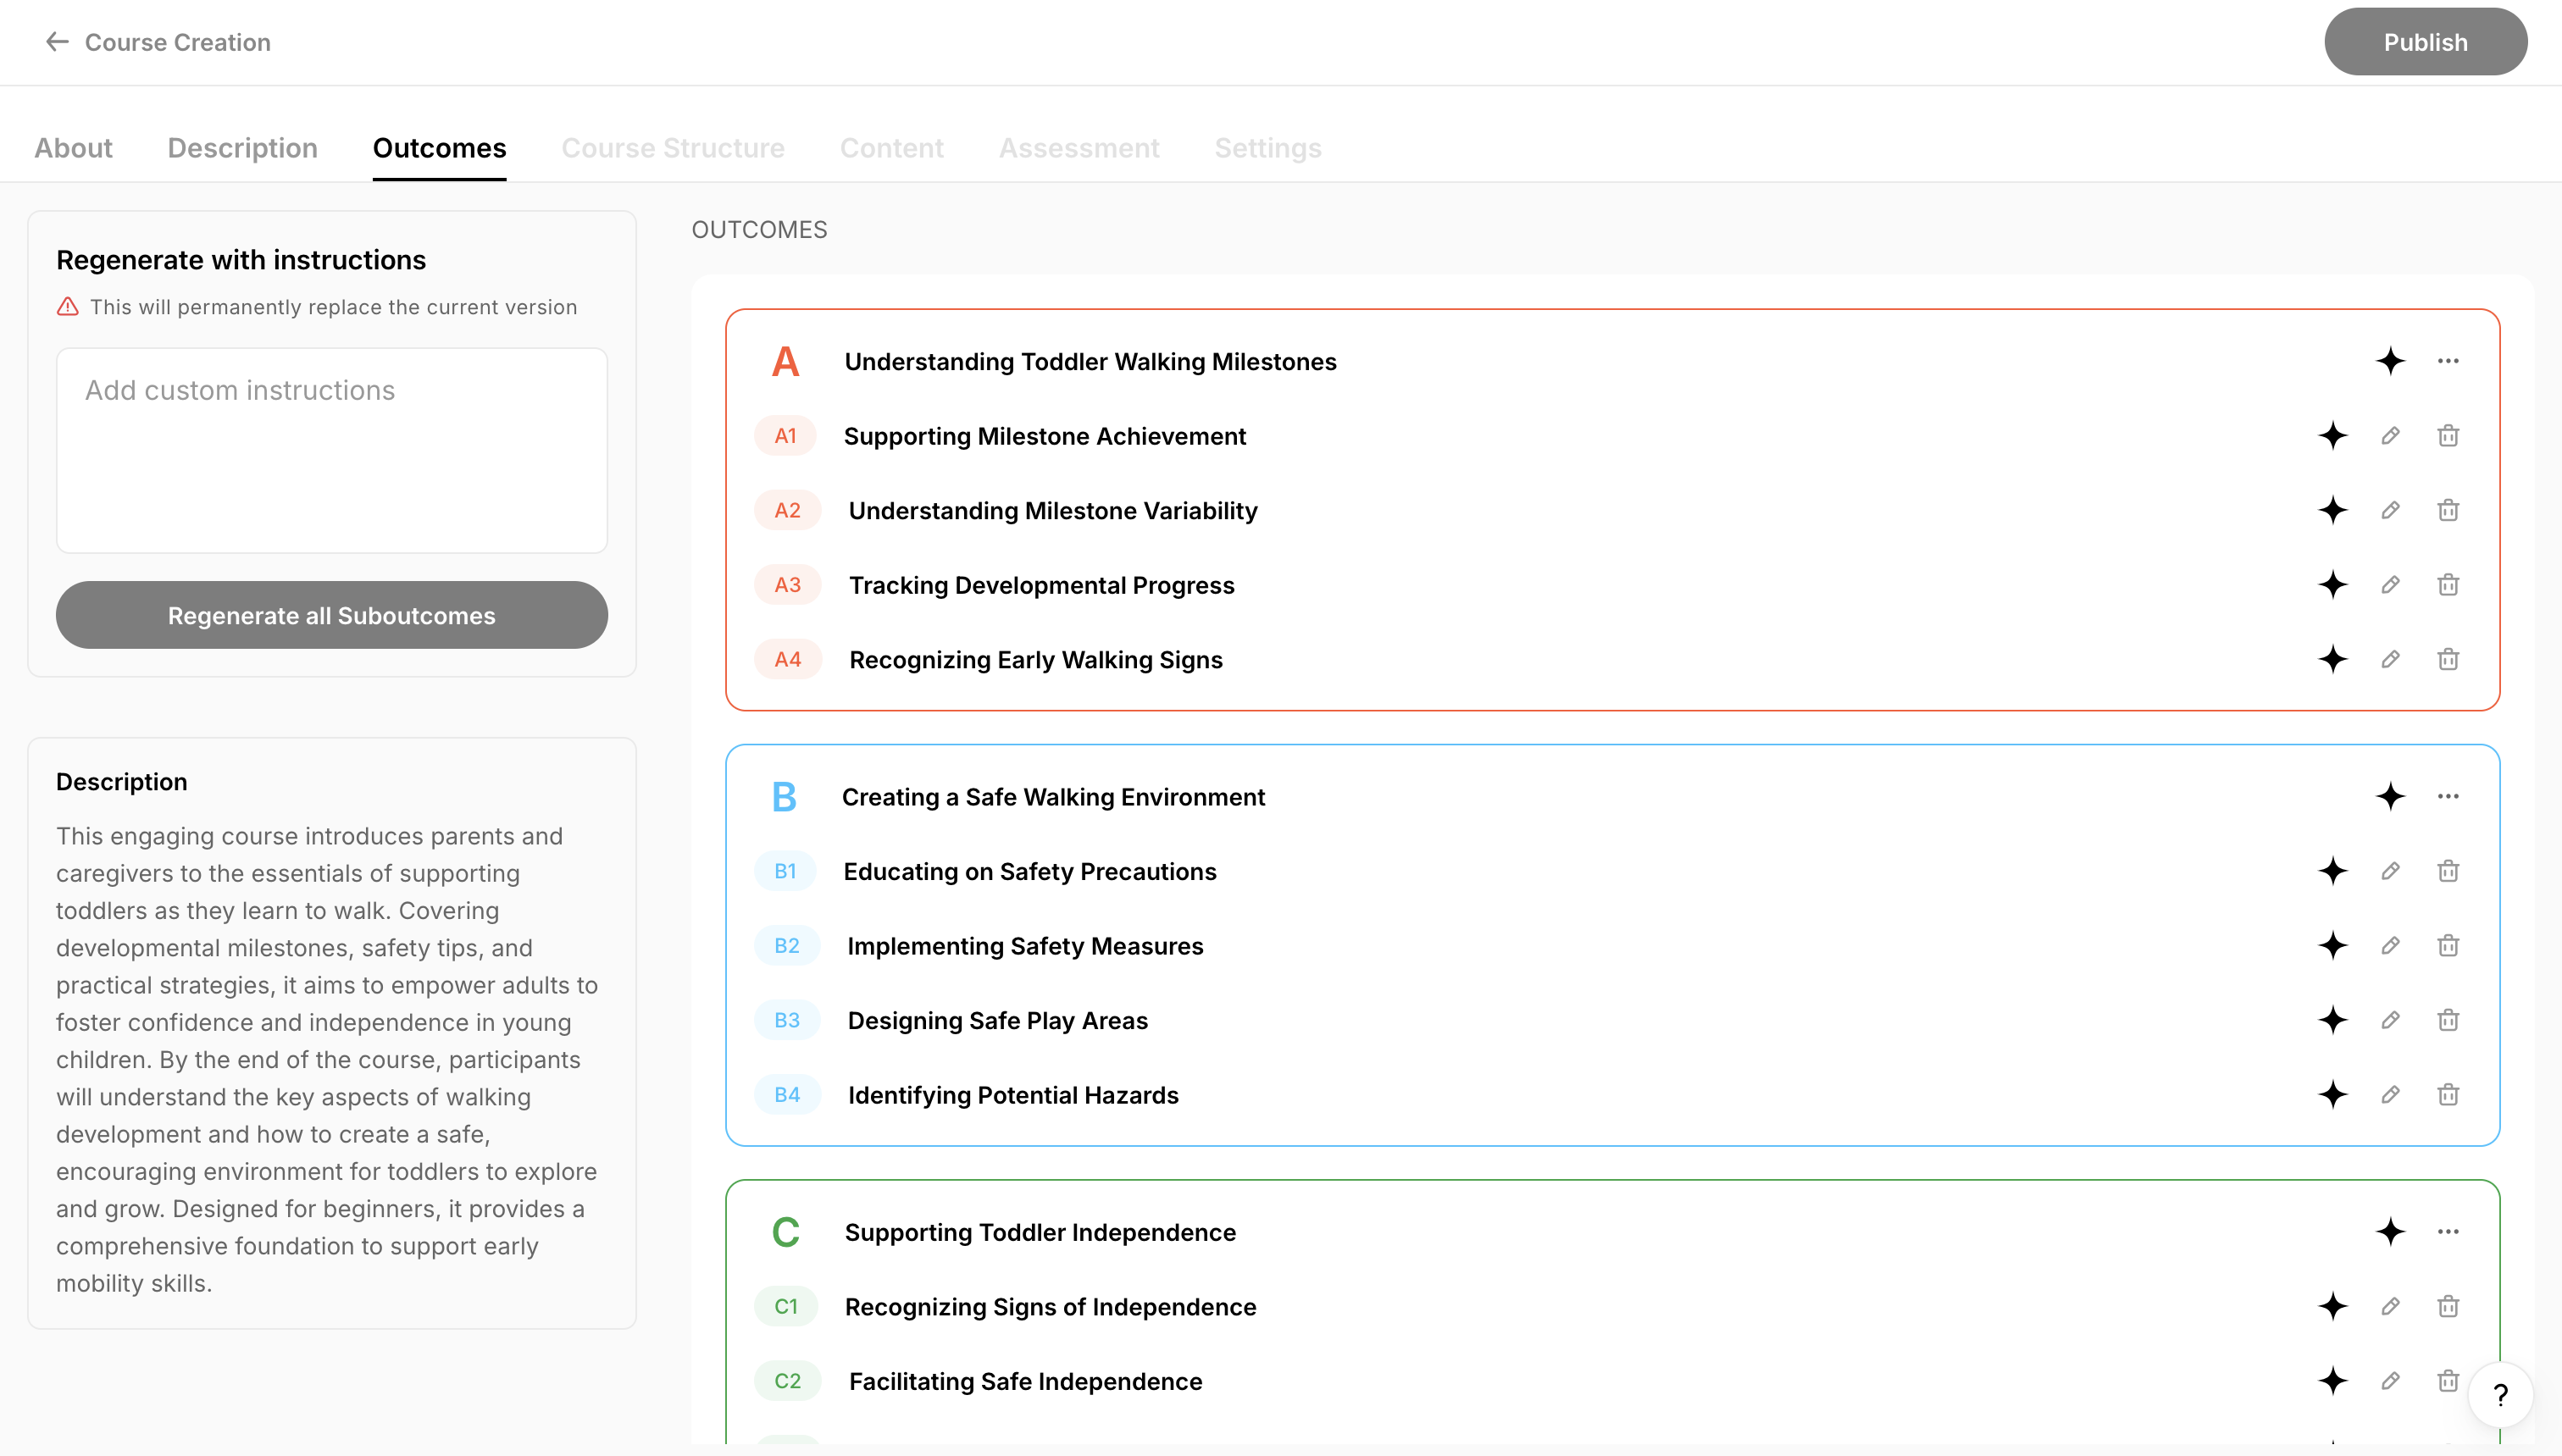 Course Creation
Publish
About
Description
Outcomes
Course Structure
Content
Assessment
Settings
Regenerate with instructions
This will permanently replace the current version
Add custom instructions
Regenerate all Suboutcomes
Description
This engaging course introduces parents and
caregivers to the essentials of supporting
toddlers as they learn to walk. Covering
developmental milestones, safety tips, and
practical strategies, it aims to empower adults to
foster confidence and independence in young
children. By the end of the course, participants
will understand the key aspects of walking
development and how to create a safe,
encouraging environment for toddlers to explore
and grow. Designed for beginners, it provides a
comprehensive foundation to support early
mobility skills.
OUTCOMES
A Understanding Toddler Walking Milestones
A1 Supporting Milestone Achievement
A2 Understanding Milestone Variability
A3 Tracking Developmental Progress
A4 Recognizing Early Walking Signs
B Creating a Safe Walking Environment
B1 Educating on Safety Precautions
B2 Implementing Safety Measures
B3 Designing Safe Play Areas
B4 Identifying Potential Hazards
C Supporting Toddler Independence
C1 Recognizing Signs of Independence
C2 Facilitating Safe Independence
?